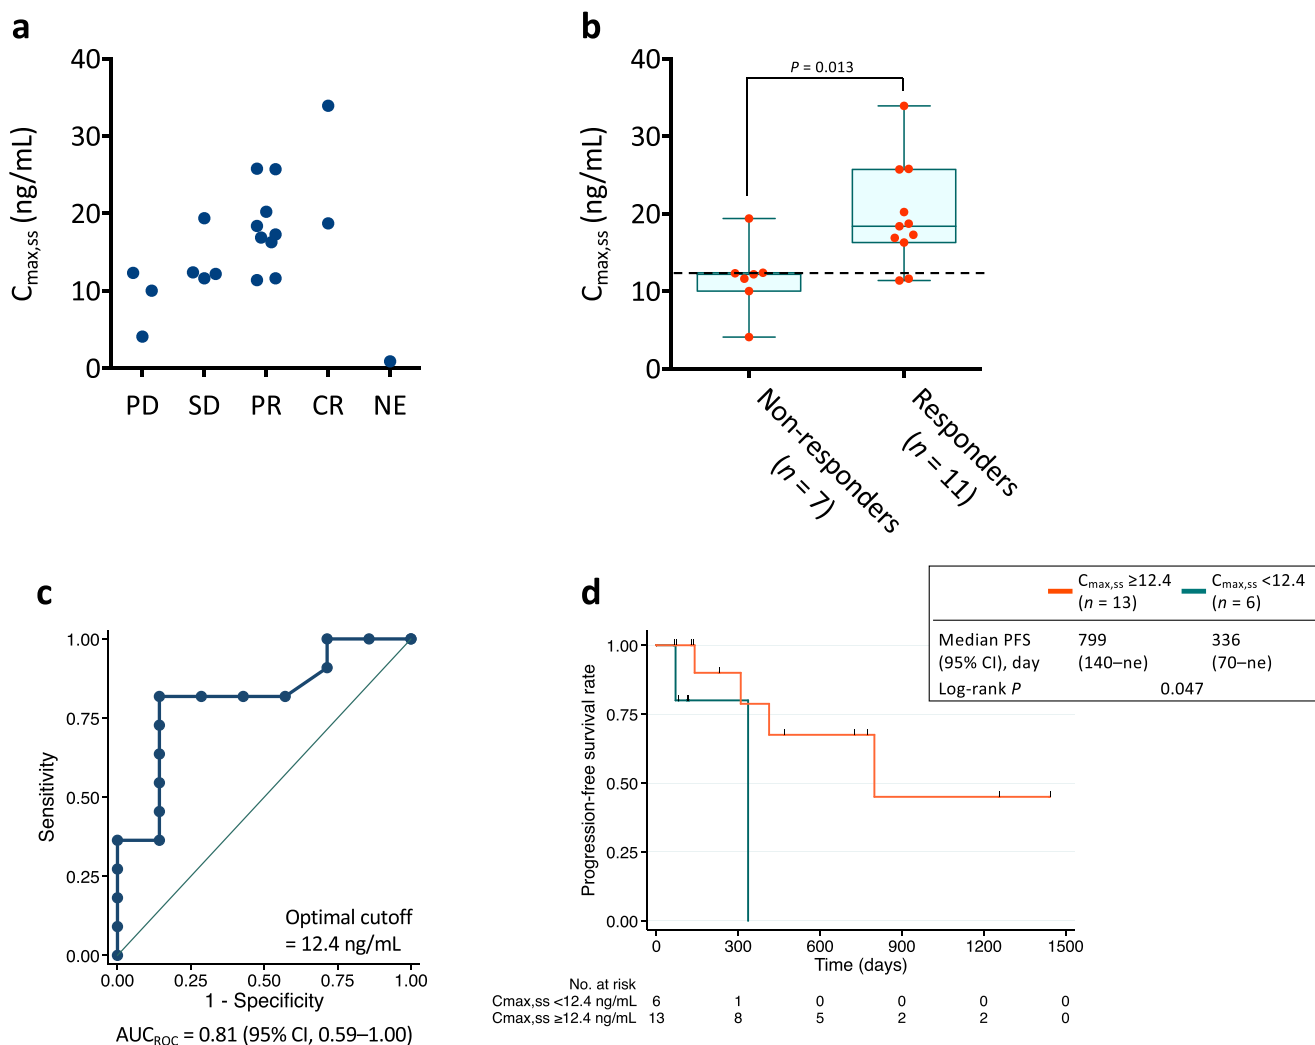 a
40
30
20
10
0
Cmax,ss (ng/mL)
PD SD PR CR NE
b
40
30
20
10
0
Cmax,ss (ng/mL)
P = 0.013
Non-responders
(n = 7)
Responders
(n = 11)
c
1.00
0.75
0.50
0.25
0.00
Sensitivity
Optimal cutoff
= 12.4 ng/mL
0.00 0.25 0.50 0.75 1.00
1 - Specificity
AUCROC = 0.81 (95% CI, 0.59–1.00)
d
Cmax,ss ≥12.4 Cmax,ss <12.4
(n = 13) (n = 6)
Median PFS 799 336
(95% CI), day (140–ne) (70–ne)
Log-rank P 0.047
1.00
0.75
0.50
0.25
0.00
Progression-free survival rate
0 300 600 900 1200 1500
Time (days)
No. at risk
Cmax,ss <12.4 ng/mL 6 1 0 0 0 0
Cmax,ss ≥12.4 ng/mL 13 8 5 2 2 0